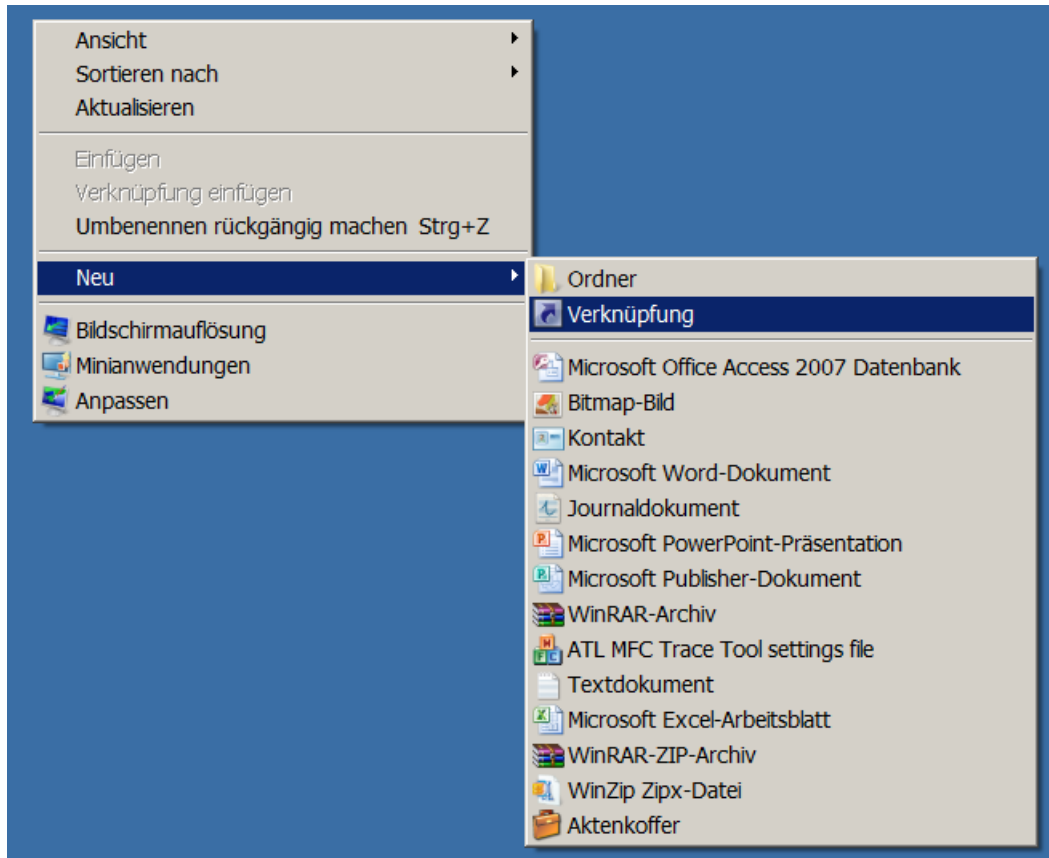 Ansicht
Sortieren nach
Aktualisieren
Einfügen
Verknüpfung einfügen
Umbenennen rückgängig machen Strg+Z
Neu
Bildschirmauflösung
Minianwendungen
Anpassen
Ordner
Verknüpfung
Microsoft Office Access 2007 Datenbank
Bitmap-Bild
Kontakt
Microsoft Word-Dokument
Journaldokument
Microsoft PowerPoint-Präsentation
Microsoft Publisher-Dokument
WinRAR-Archiv
ATL MFC Trace Tool settings file
Textdokument
Microsoft Excel-Arbeitsblatt
WinRAR-ZIP-Archiv
WinZip Zipx-Datei
Aktenkoffer